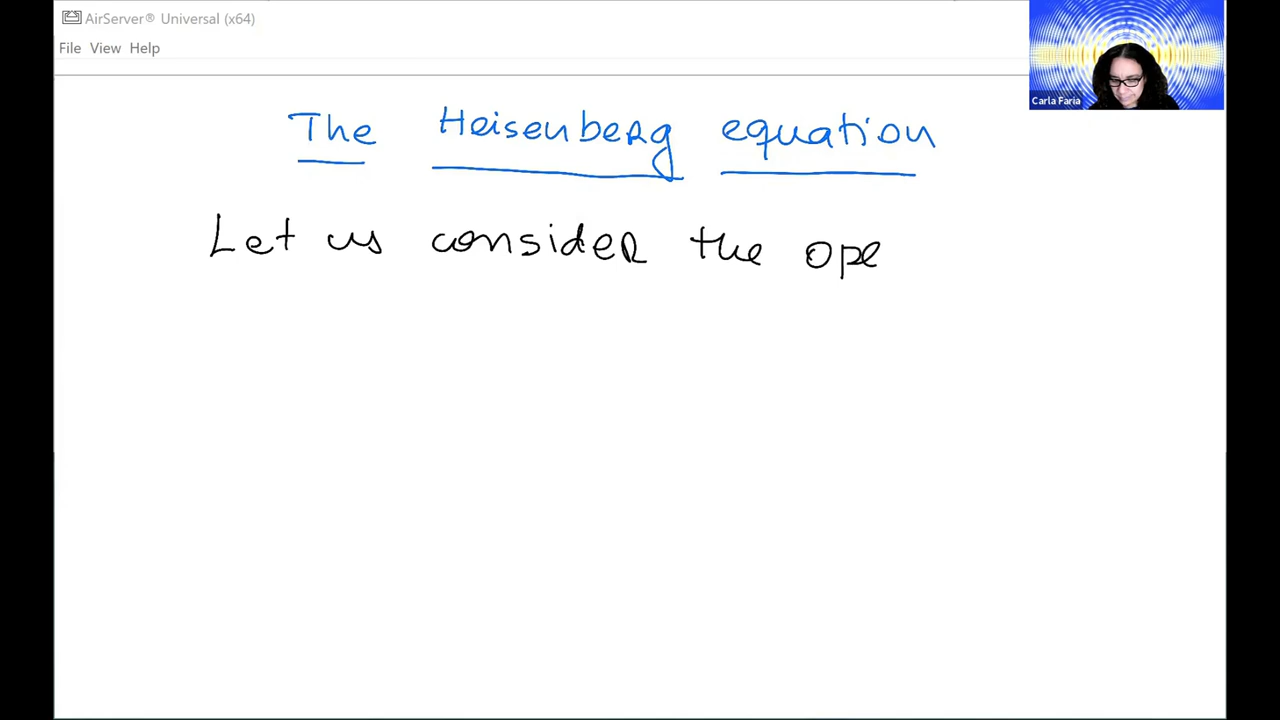 AirServer® Universal (x64)
File View Help
Carla Faria
The Heisenberg equation
Let us consider the ope